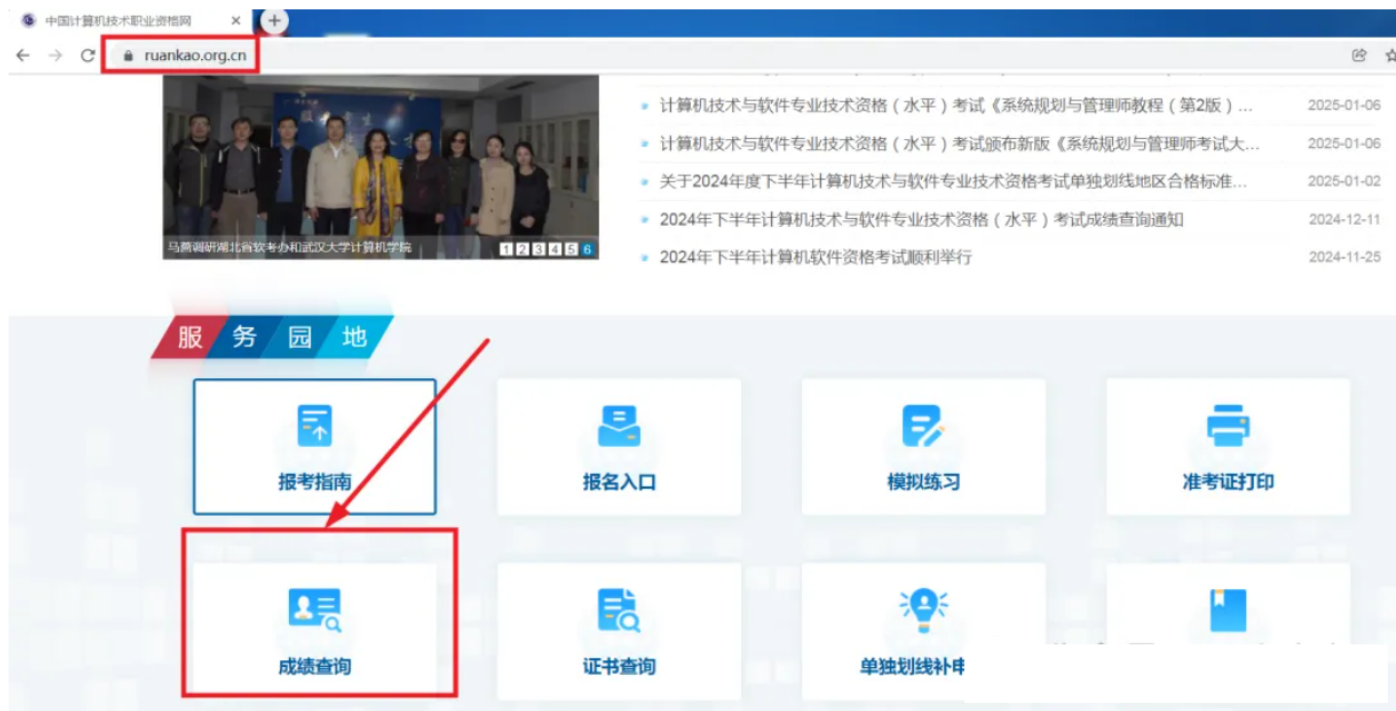 中国计算机技术职业资格网
ruankao.org.cn
计算机技术与软件专业技术资格（水平）考试《系统规划与管理师教程（第2版）... 2025-01-06
计算机技术与软件专业技术资格（水平）考试颁布新版《系统规划与管理师考试大... 2025-01-06
关于2024年度下半年计算机技术与软件专业技术资格考试单独划线地区合格标准... 2025-01-02
2024年下半年计算机技术与软件专业技术资格（水平）考试成绩查询通知 2024-12-11
2024年下半年计算机软件资格考试顺利举行 2024-11-25
调研湖北省软考办和武汉大学计算机学院 1 2 3 4 5 6
服务园地
报考指南 报名入口 模拟练习 准考证打印
成绩查询 证书查询 单独划线补申